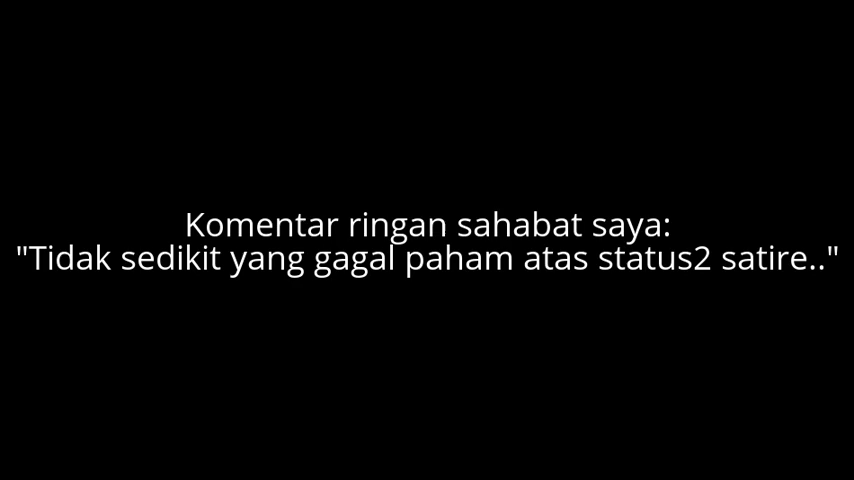 Komentar ringan sahabat saya:
"Tidak sedikit yang gagal paham atas status2 satire.."